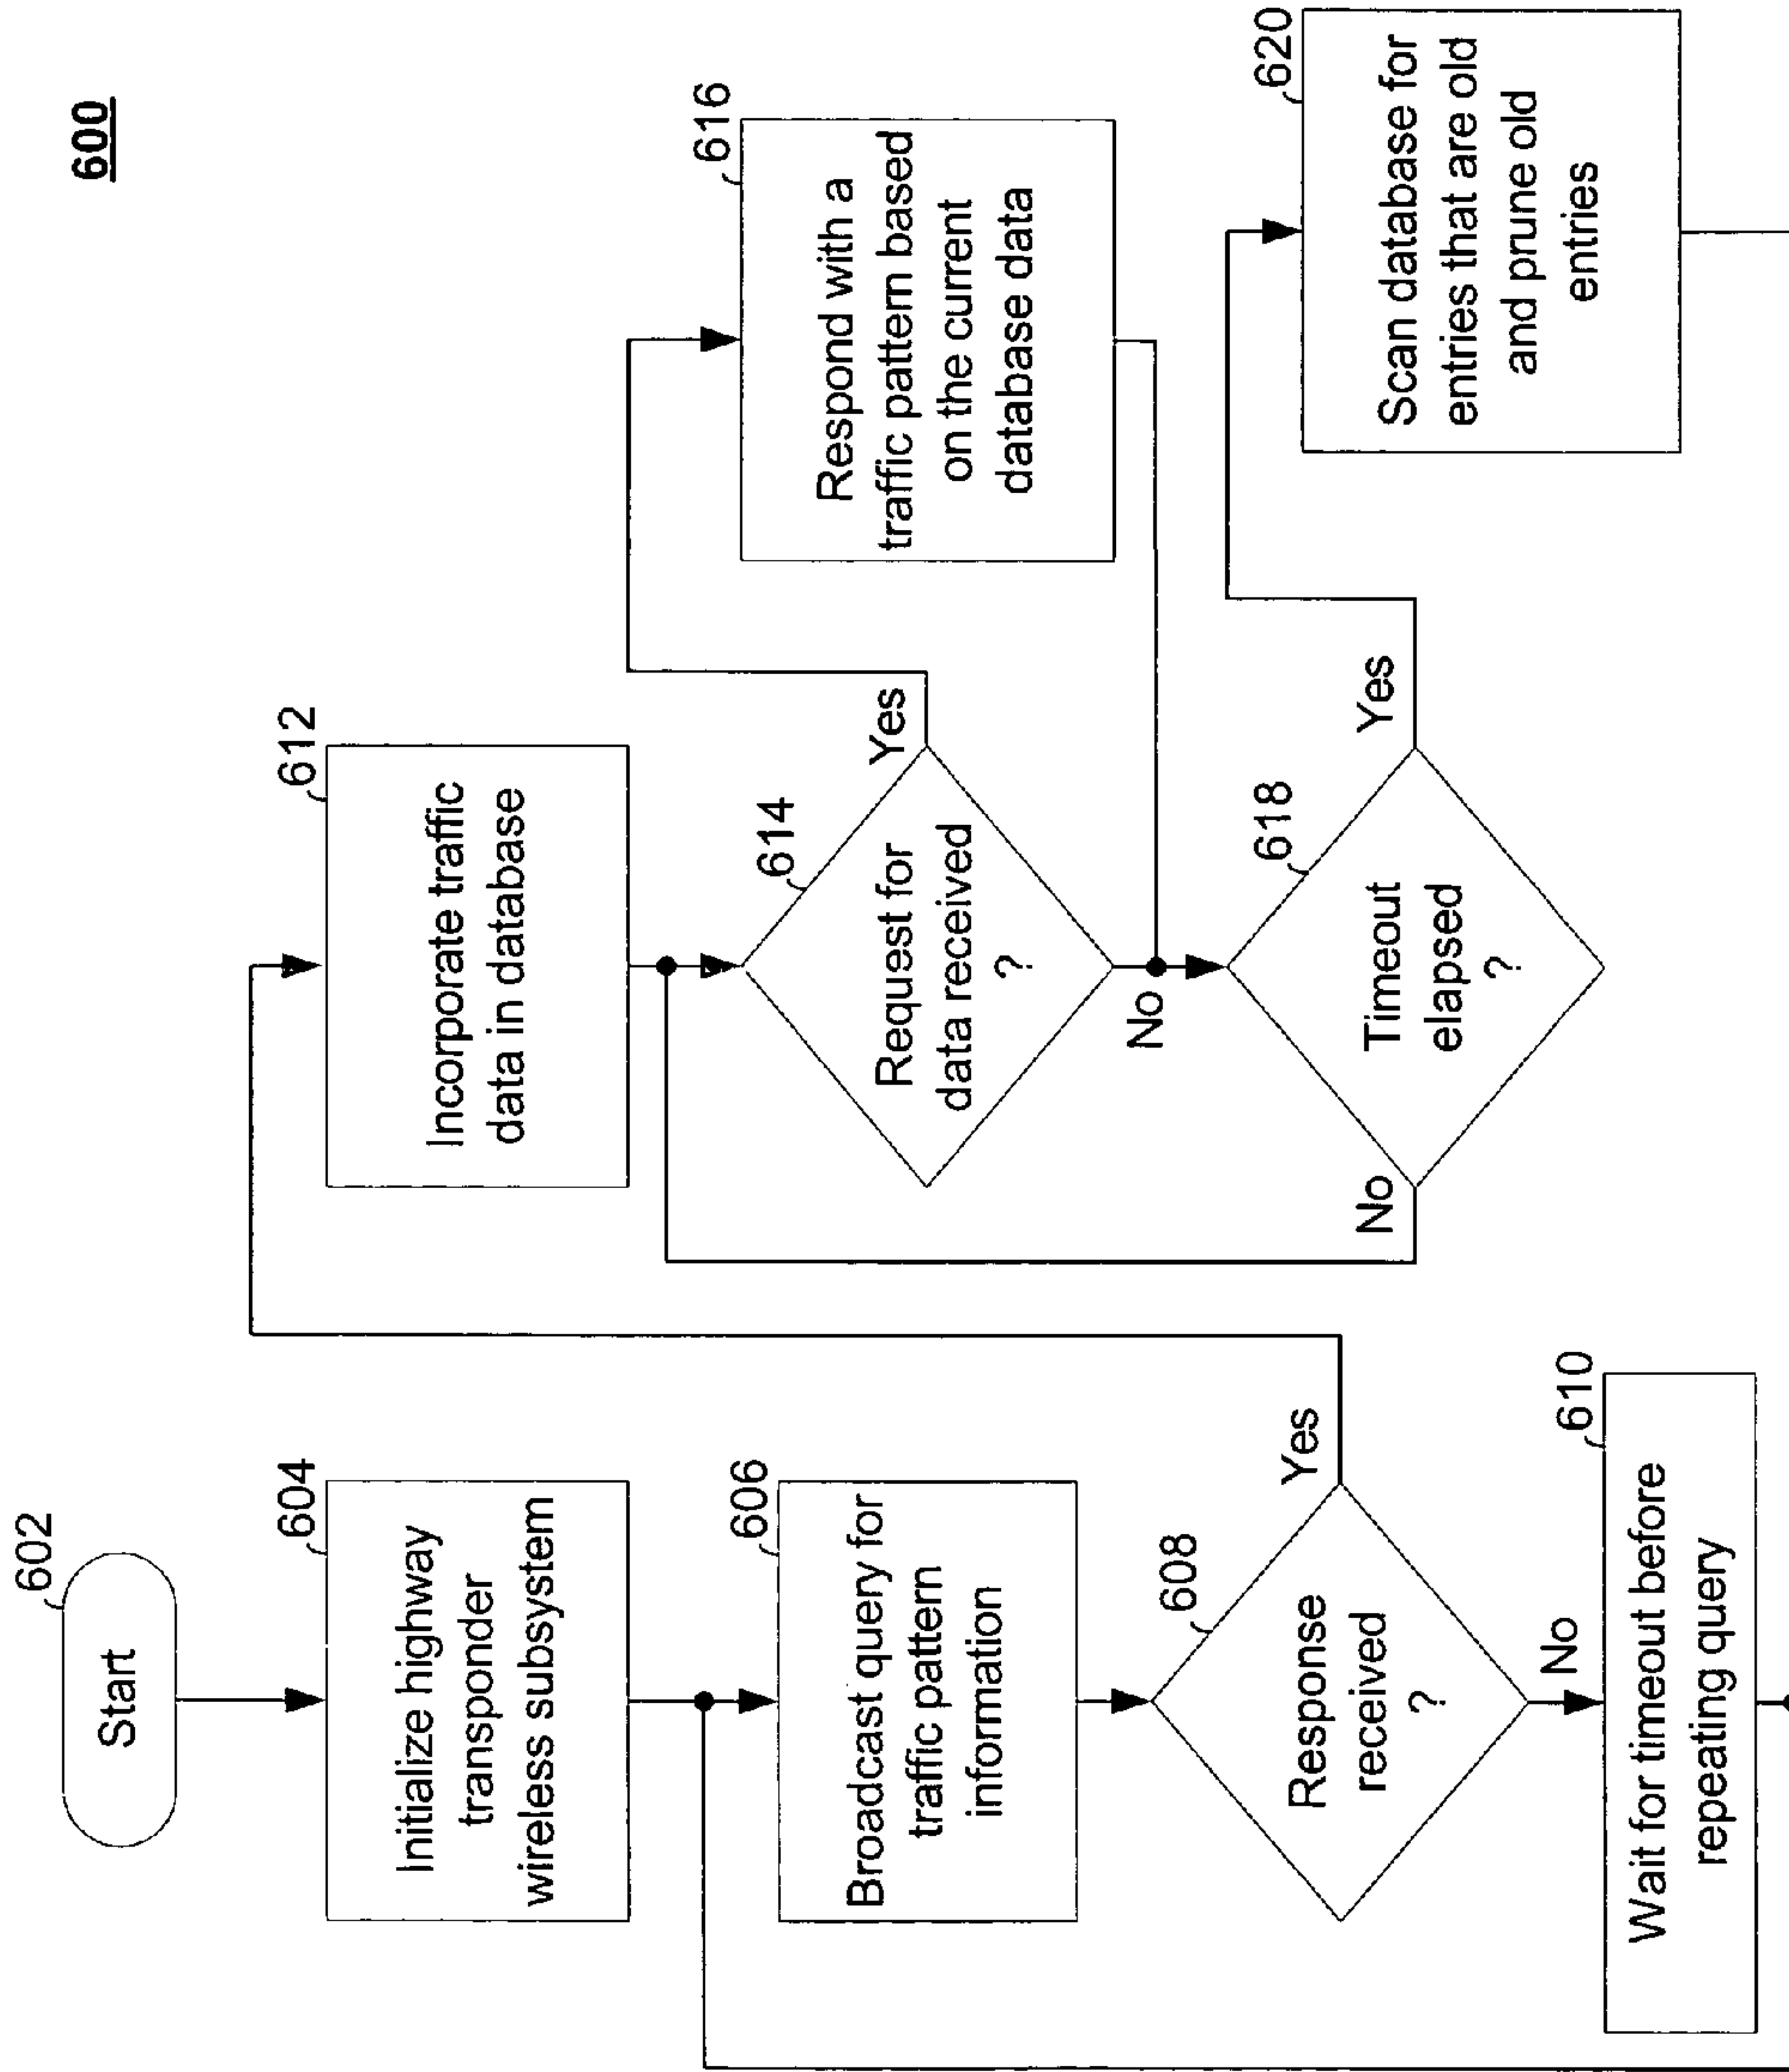 600
602
Start
604
Initialize highway
transponder
wireless subsystem
606
Broadcast query for
traffic pattern
information
608
Response
received
?
Yes
No
610
Wait for timeout before
repeating query
612
Incorporate traffic
data in database
614
Request for
data received
?
Yes
No
616
Respond with a
traffic pattern based
on the current
database data
618
Timeout
elapsed
?
No
Yes
620
Scan database for
entries that are old
and prune old
entries